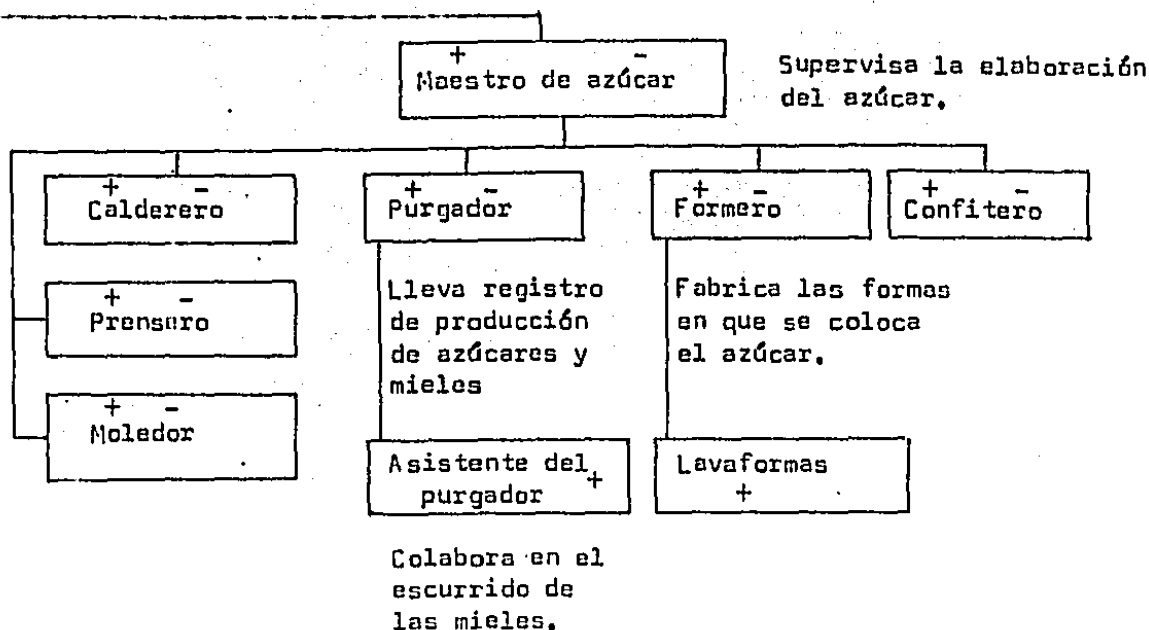 + -
Maestro de azúcar
Supervisa la elaboración
del azúcar.
+ -
Calderero
+ -
Purgador
+ -
Formero
+ -
Confitero
Lleva registro
de producción
de azúcares y
mieles
Fabrica las formas
en que se coloca
el azúcar.
+ -
Prensero
+ -
Moledor
Asistente del +
purgador
Lavaformas
+
Colabora en el
escurrido de
las mieles.